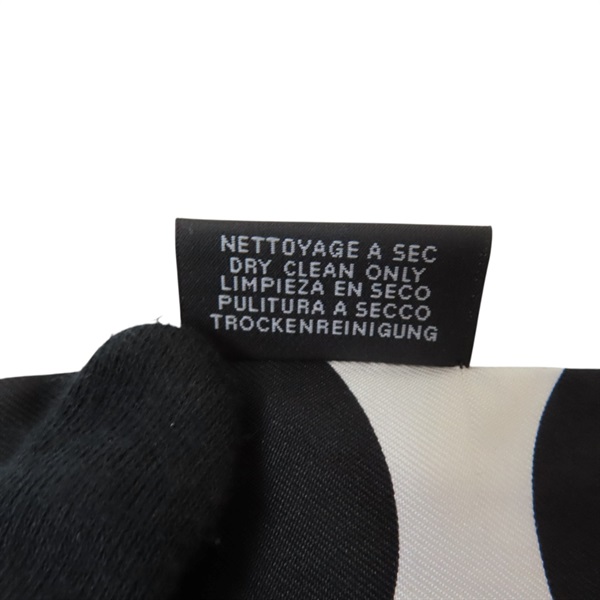 NETTOYAGE A SEC
DRY CLEAN ONLY
LIMPIEZA EN SECO
PULITURA A SECCO
TROCKENREINIGUNG